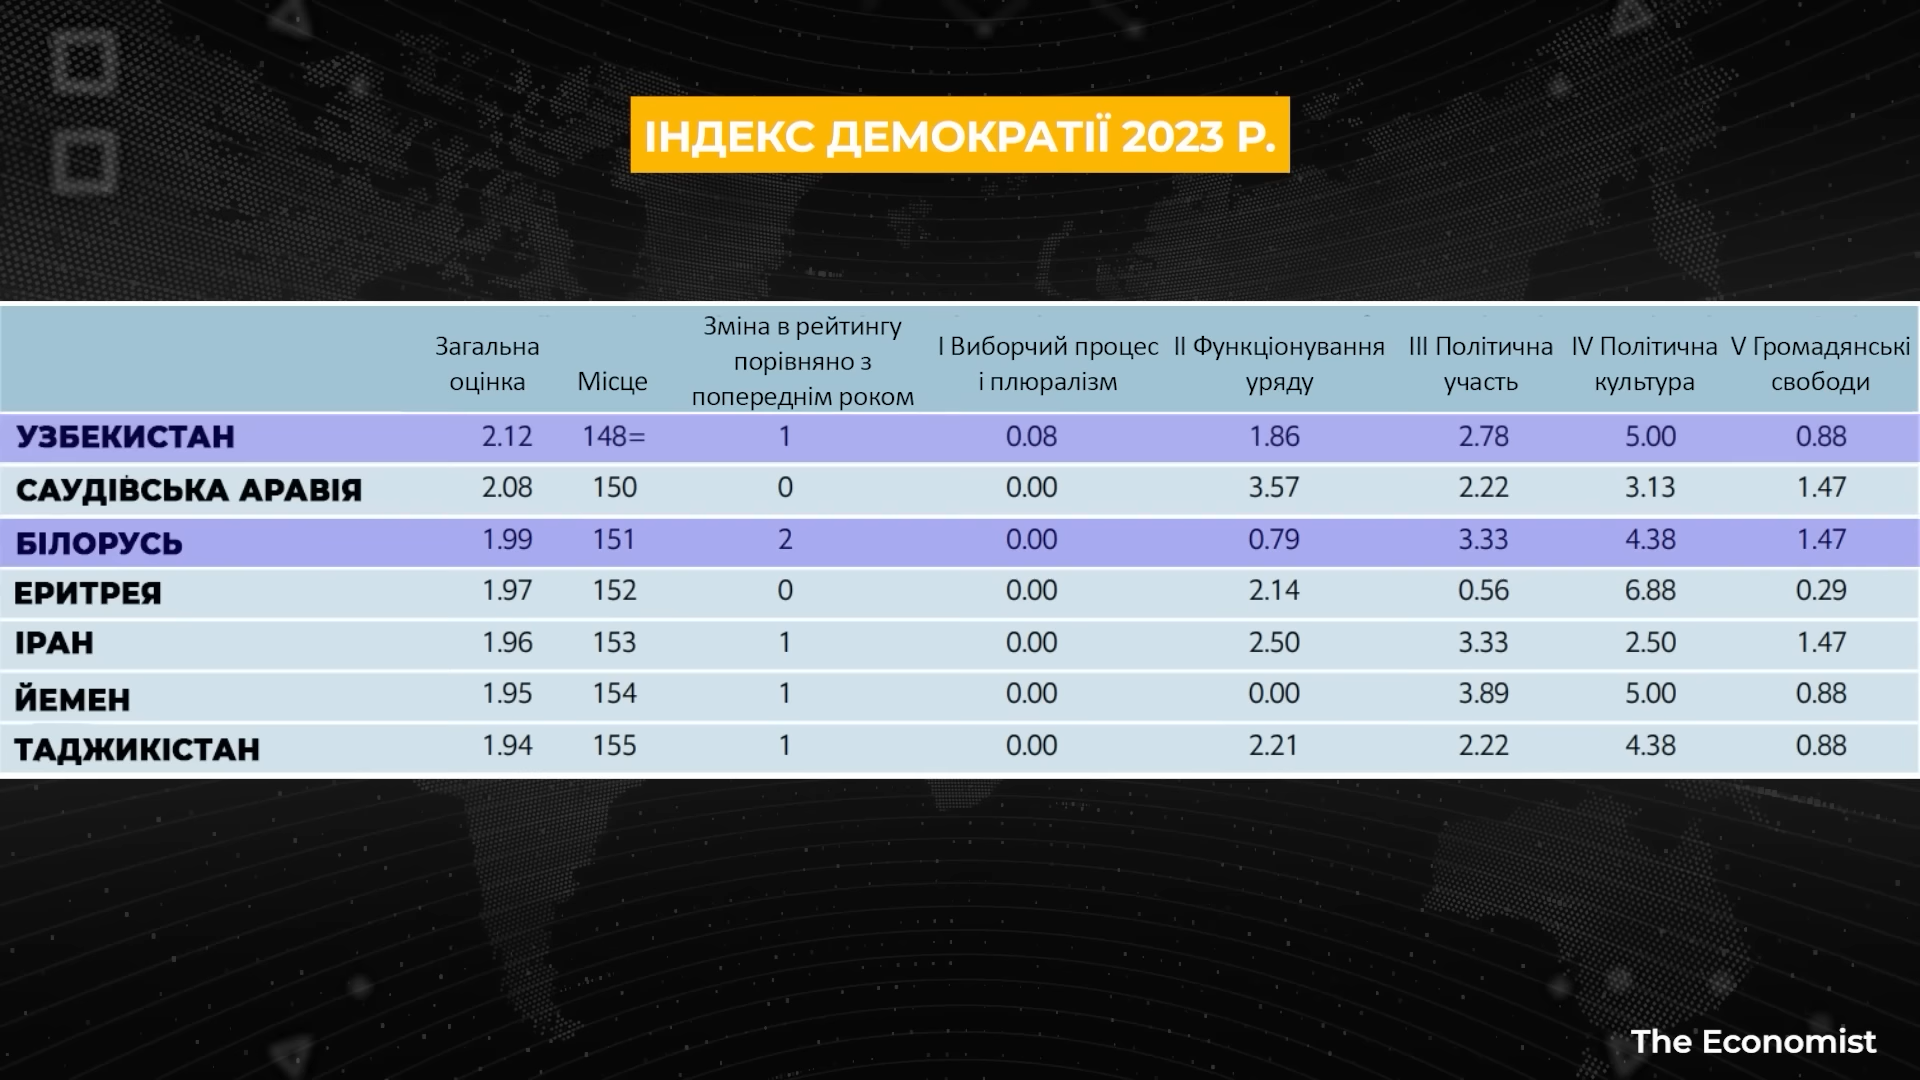 ІНДЕКС ДЕМОКРАТІЇ 2023 Р.
Загальна оцінка Місце Зміна в рейтингу порівняно з попереднім роком I Виборчий процес і плюралізм II Функціонування уряду III Політична участь IV Політична культура V Громадянські свободи
УЗБЕКИСТАН 2.12 148= 1 0.08 1.86 2.78 5.00 0.88
САУДІВСЬКА АРАВІЯ 2.08 150 0 0.00 3.57 2.22 3.13 1.47
БІЛОРУСЬ 1.99 151 2 0.00 0.79 3.33 4.38 1.47
ЕРИТРЕЯ 1.97 152 0 0.00 2.14 0.56 6.88 0.29
ІРАН 1.96 153 1 0.00 2.50 3.33 2.50 1.47
ЙЕМЕН 1.95 154 1 0.00 0.00 3.89 5.00 0.88
ТАДЖИКІСТАН 1.94 155 1 0.00 2.21 2.22 4.38 0.88
The Economist